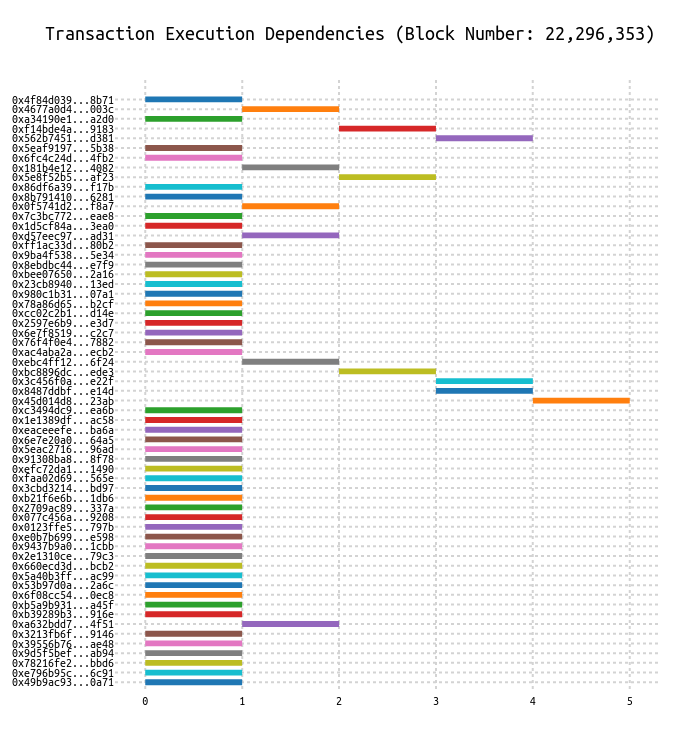 Transaction Execution Dependencies (Block Number: 22,296,353)
0x4f84d039...8b71
0x4677a0d4...003c
0xa34190e1...a2d0
0xf14bde4a...9183
0x562b7451...d381
0x5eaf9197...5b38
0x6fc4c24d...4fb2
0x181b4e12...4082
0x5e8f52b5...af23
0x86df6a39...f17b
0x8b791410...6281
0x0f5741d2...f8a7
0x7c3bc772...eae8
0x1d5cf84a...3ea0
0xd57eec97...ad31
0xff1ac33d...80b2
0x9ba4f538...5e34
0x8ebdbc44...e7f9
0xbee07650...2a16
0x23cb8940...13ed
0x980c1b31...07a1
0x78a86d65...b2cf
0xcc02c2b1...d14e
0x2597e6b9...e3d7
0x6e7f8519...c2c7
0x76f4f0e4...7882
0xac4aba2a...ecb2
0xebc4ff12...6f24
0xbc8896dc...ede3
0x3c456f0a...e22f
0x8487ddbf...e14d
0x45d014d8...23ab
0xc3494dc9...ea6b
0x1e1389df...ac58
0xeaceeefe...ba6a
0x6e7e20a0...64a5
0x5eac2716...96ad
0x91308ba8...8f78
0xefc72da1...1490
0xfaa02d69...565e
0x3cbd3214...bd97
0xb21f6e6b...1db6
0x2709ac89...337a
0x077c456a...9208
0x0123ffe5...797b
0xe0b7b699...e598
0x9437b9a0...1cbb
0x2e1310ce...79c3
0x660ecd3d...bcb2
0x5a40b3ff...ac99
0x53b97d0a...2a6c
0x6f08cc54...0ec8
0xb5a9b931...a45f
0xb39289b3...916e
0xa632bdd7...4f51
0x3213fb6f...9146
0x39556b76...ae48
0x9d5f5bef...ab94
0x78216fe2...bbd6
0xe796b95c...6c91
0x49b9ac93...0a71
0 1 2 3 4 5